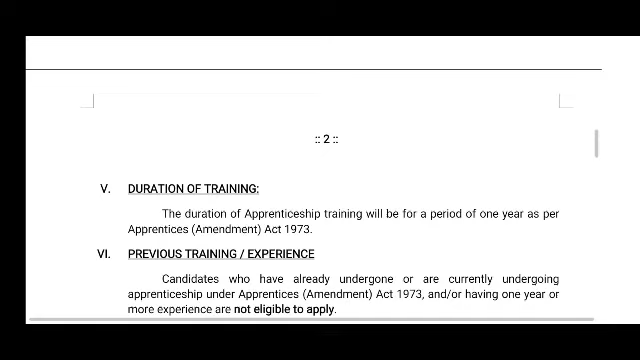 :: 2 ::
V. DURATION OF TRAINING:
The duration of Apprenticeship training will be for a period of one year as per
Apprentices (Amendment) Act 1973.
VI. PREVIOUS TRAINING / EXPERIENCE
Candidates who have already undergone or are currently undergoing
apprenticeship under Apprentices (Amendment) Act 1973, and/or having one year or
more experience are not eligible to apply.